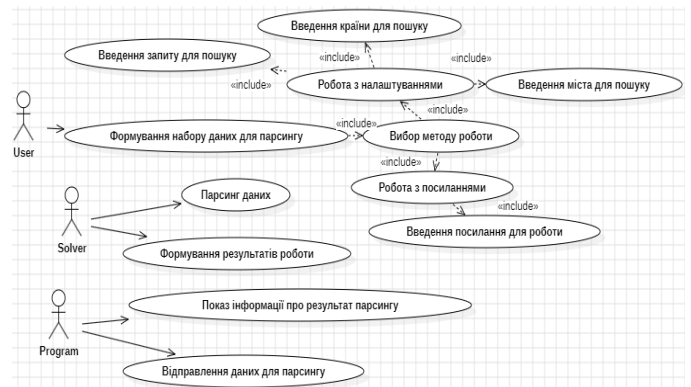 Введення країни для пошуку
Введення запиту для пошуку
«include»
«include»
«include»
Робота з налаштуваннями
Введення міста для пошуку
«include»
«include»
User
Формування набору даних для парсингу
Вибор методу роботи
«include»
Робота з посиланнями
Парсинг даних
«include»
Solver
Введення посилання для роботи
Формування результатів роботи
Показ інформації про результат парсингу
Program
Відправлення даних для парсингу